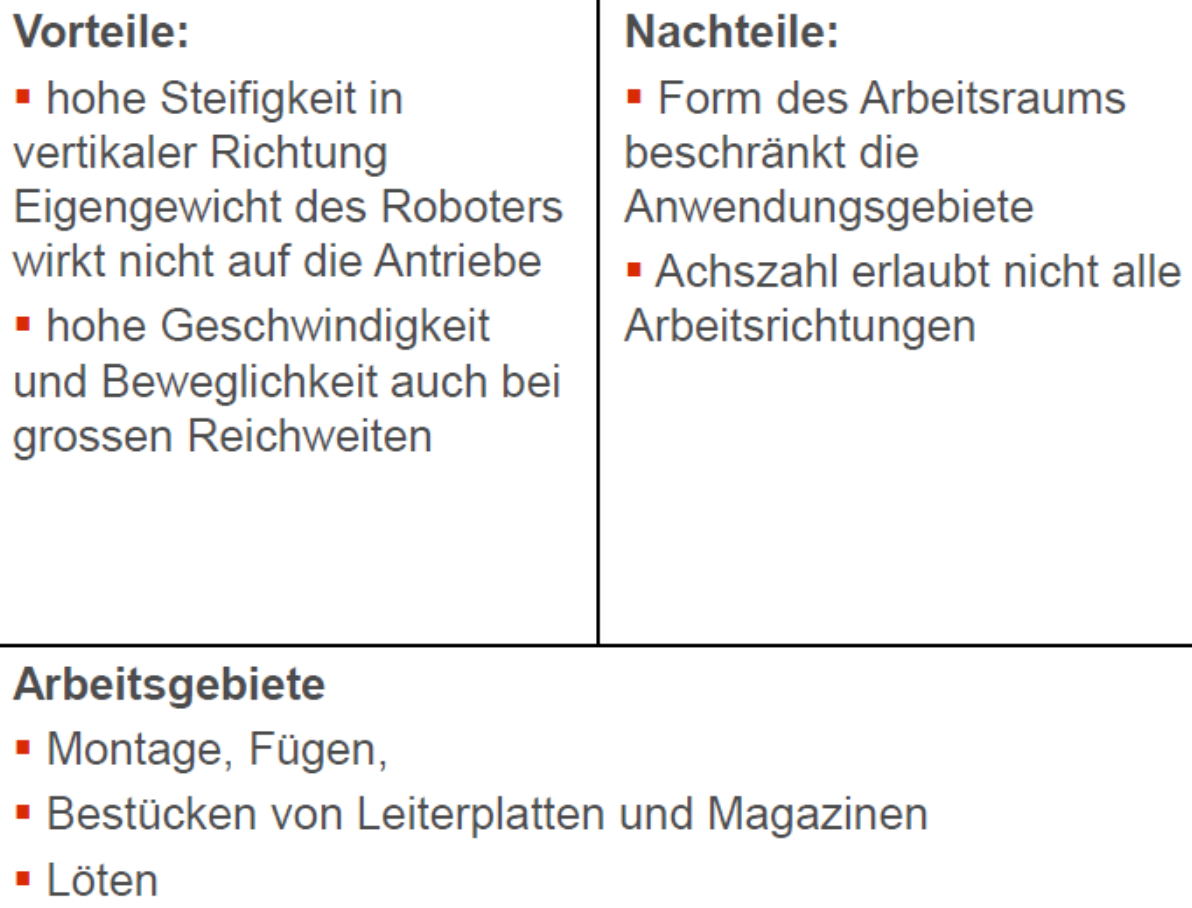 Vorteile:
▪ hohe Steifigkeit in
vertikaler Richtung
Eigengewicht des Roboters
wirkt nicht auf die Antriebe
▪ hohe Geschwindigkeit
und Beweglichkeit auch bei
grossen Reichweiten
Nachteile:
▪ Form des Arbeitsraums
beschränkt die
Anwendungsgebiete
▪ Achszahl erlaubt nicht alle
Arbeitsrichtungen
Arbeitsgebiete
▪ Montage, Fügen,
▪ Bestücken von Leiterplatten und Magazinen
▪ Löten